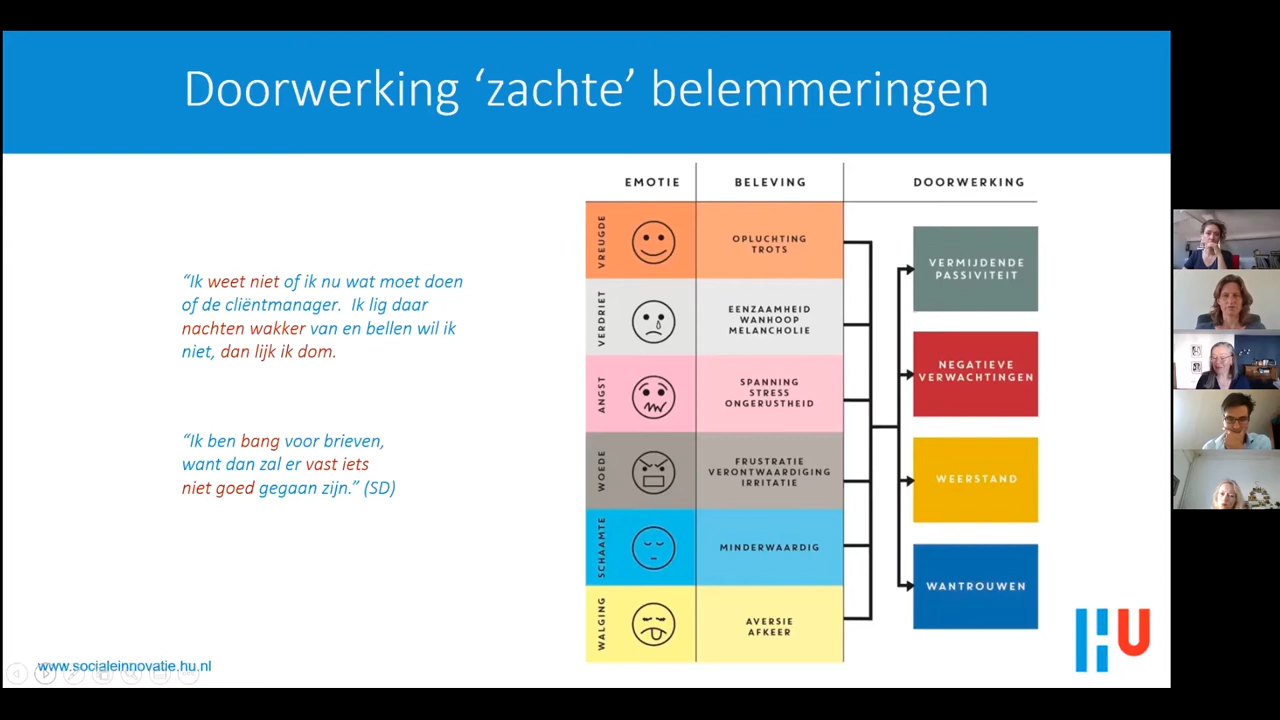 Doorwerking ‘zachte’ belemmeringen
“Ik weet niet of ik nu wat moet doen
of de cliëntmanager. Ik lig daar
nachten wakker van en bellen wil ik
niet, dan lijk ik dom.
“Ik ben bang voor brieven,
want dan zal er vast iets
niet goed gegaan zijn.” (SD)
EMOTIE
BELEVING
DOORWERKING
VREUGDE
OPLUCHTING
TROTS
VERDRIET
EENZAAMHEID
WANHOOP
MELANCHOLIE
ANGST
SPANNING
STRESS
ONGERUSTHEID
WOEDE
FRUSTRATIE
VERONTWAARDIGING
IRRITATIE
SCHAAMTE
MINDERWAARDIG
WALGING
AVERSIE
AFKEER
VERMIJDENDE
PASSIVITEIT
NEGATIEVE
VERWACHTINGEN
WEERSTAND
WANTROUWEN
www.socialeinnovatie.hu.nl
HU